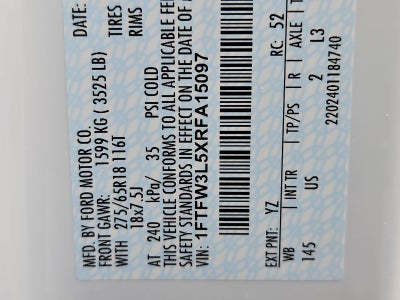 DATE:
TIRES
RIMS
MFD. BY FORD MOTOR CO.
FRONT GAWR: 1599 KG ( 3525 LB)
WITH 275/65R18 116T
18x7.5J
AT 240 kPa/ 35 PSI COLD
THIS VEHICLE CONFORMS TO ALL APPLICABLE FE
SAFETY STANDARDS IN EFFECT ON THE DATE OF
VIN: 1FTFW3L5XRFA15097
EXT PNT: YZ RC: 52
WB INT TR TP/PS R AXLE
145 US 2 L3
2202401184740